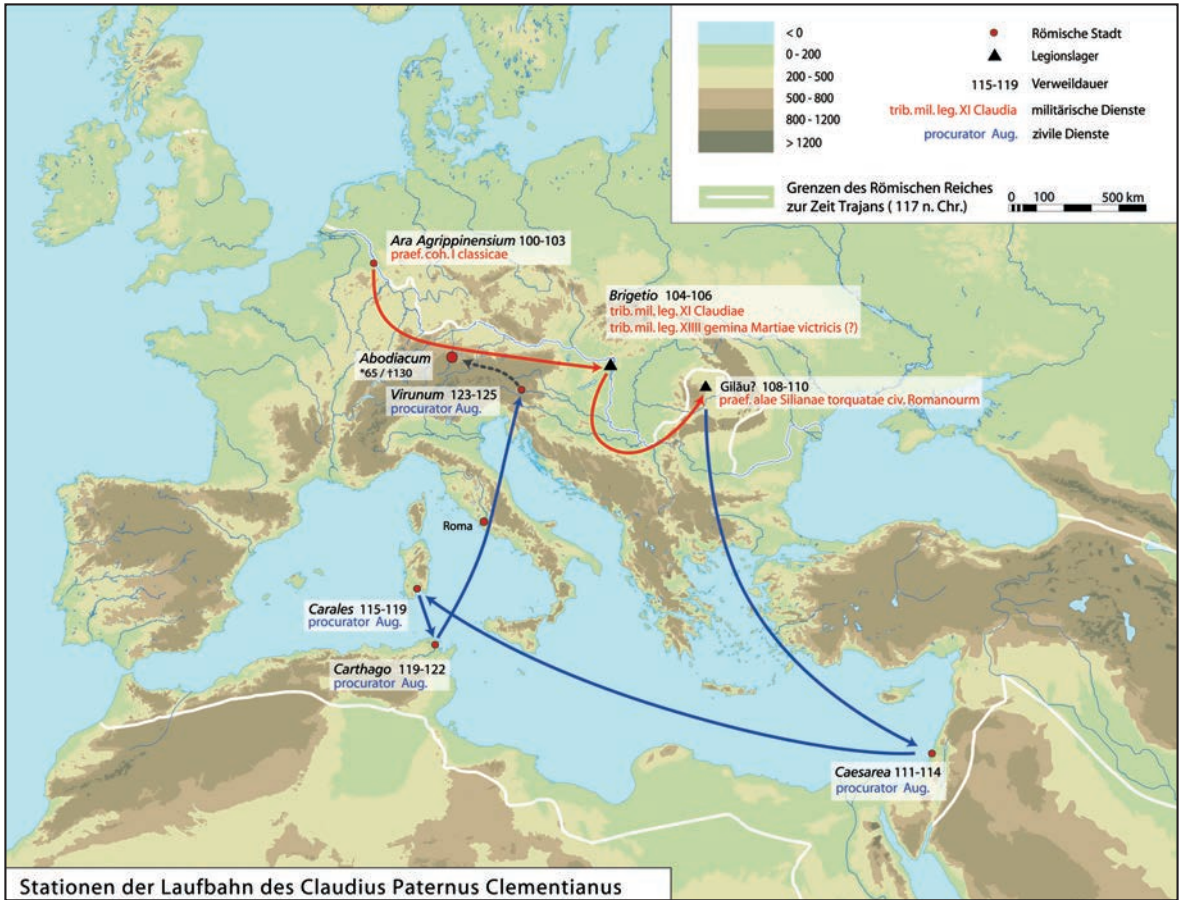 < 0
0 - 200
200 - 500
500 - 800
800 - 1200
> 1200
Römische Stadt
Legionslager
115-119 Verweildauer
trib. mil. leg. XI Claudia militärische Dienste
procurator Aug. zivile Dienste
Grenzen des Römischen Reiches
zur Zeit Trajans ( 117 n. Chr.)
0 100 500 km
Ara Agrippinensium 100-103
praef. coh. I classicae
Brigetio 104-106
trib. mil. leg. XI Claudiae
trib. mil. leg. XIIII gemina Martiae victricis (?)
Abodiacum
*65 / †130
Virunum 123-125
procurator Aug.
Gilău? 108-110
praef. alae Silianae torquatae civ. Romanourm
Roma
Carales 115-119
procurator Aug.
Carthago 119-122
procurator Aug.
Caesarea 111-114
procurator Aug.
Stationen der Laufbahn des Claudius Paternus Clementianus